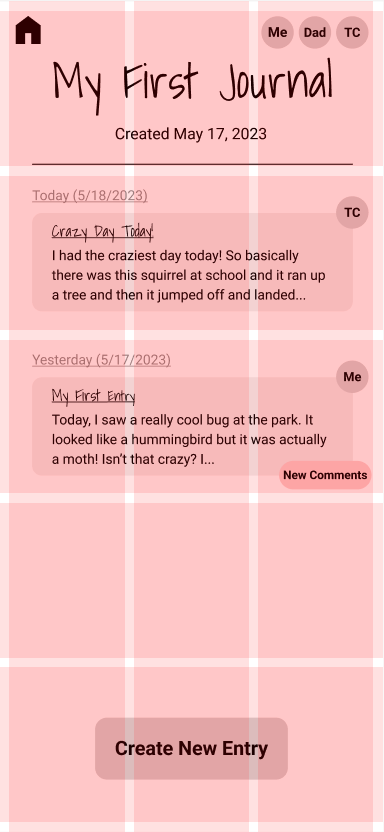 Me Dad TC
My First Journal
Created May 17, 2023
Today (5/18/2023)
TC
Crazy Day Today!
I had the craziest day today! So basically
there was this squirrel at school and it ran up
a tree and then it jumped off and landed...
Yesterday (5/17/2023)
Me
My First Entry
Today, I saw a really cool bug at the park. It
looked like a hummingbird but it was actually
a moth! Isn’t that crazy? I...
New Comments
Create New Entry